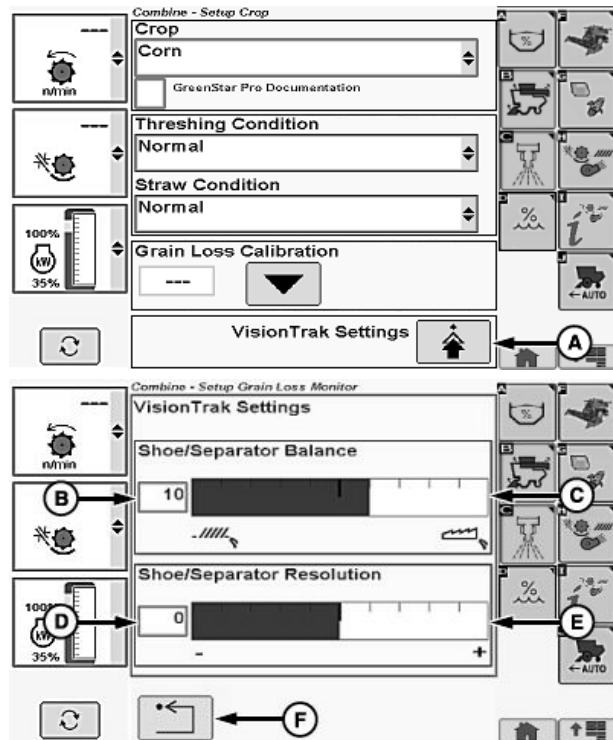 Combine - Setup Crop
Crop
Corn
GreenStar Pro Documentation
---
n/min
Threshing Condition
Normal
---
Straw Condition
Normal
100%
kW
35%
Grain Loss Calibration
---
VisionTrak Settings
A
A
%
E
B
%
C
H
D
%
i
←AUTO
Combine - Setup Grain Loss Monitor
VisionTrak Settings
---
n/min
Shoe/Separator Balance
B
10
C
Shoe/Separator Resolution
100%
kW
35%
D
0
E
-
+
F
A
%
E
B
%
C
H
D
%
i
←AUTO